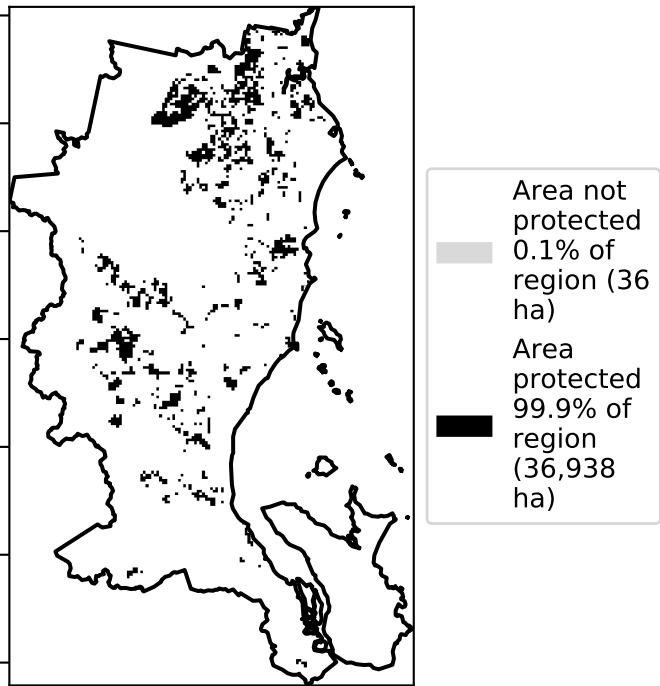 Area not
protected
0.1% of
region (36
ha)
Area
protected
99.9% of
region
(36,938
ha)